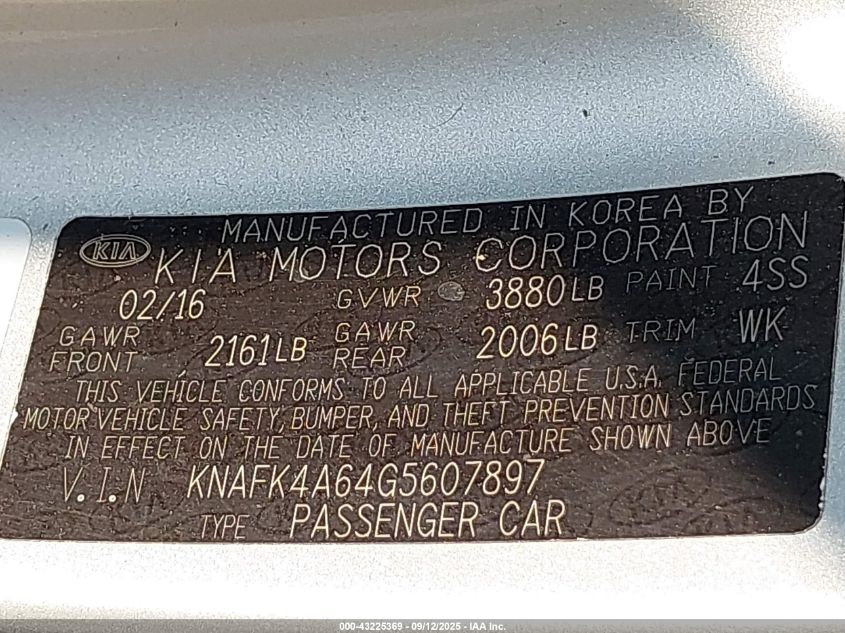 MANUFACTURED IN KOREA BY
KIA KIA MOTORS CORPORATION
02/16 GVWR 3880LB PAINT 4SS
GAWR FRONT 2161LB GAWR REAR 2006LB TRIM WK
THIS VEHICLE CONFORMS TO ALL APPLICABLE U.S.A. FEDERAL
MOTOR VEHICLE SAFETY, BUMPER, AND THEFT PREVENTION STANDARDS
IN EFFECT ON THE DATE OF MANUFACTURE SHOWN ABOVE
V.I.N KNAFK4A64G5607897
TYPE PASSENGER CAR
000-43225369 - 09/12/2025 - IAA Inc.